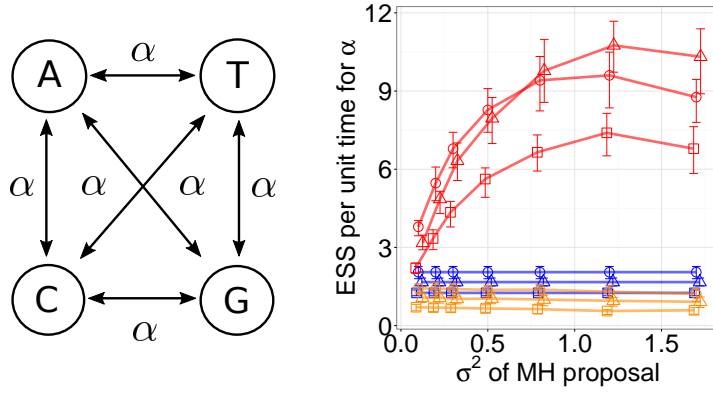 A α T
α α α α
C α G
ESS per unit time for α
12
9
6
3
0
0.0 0.5 1.0 1.5
σ² of MH proposal